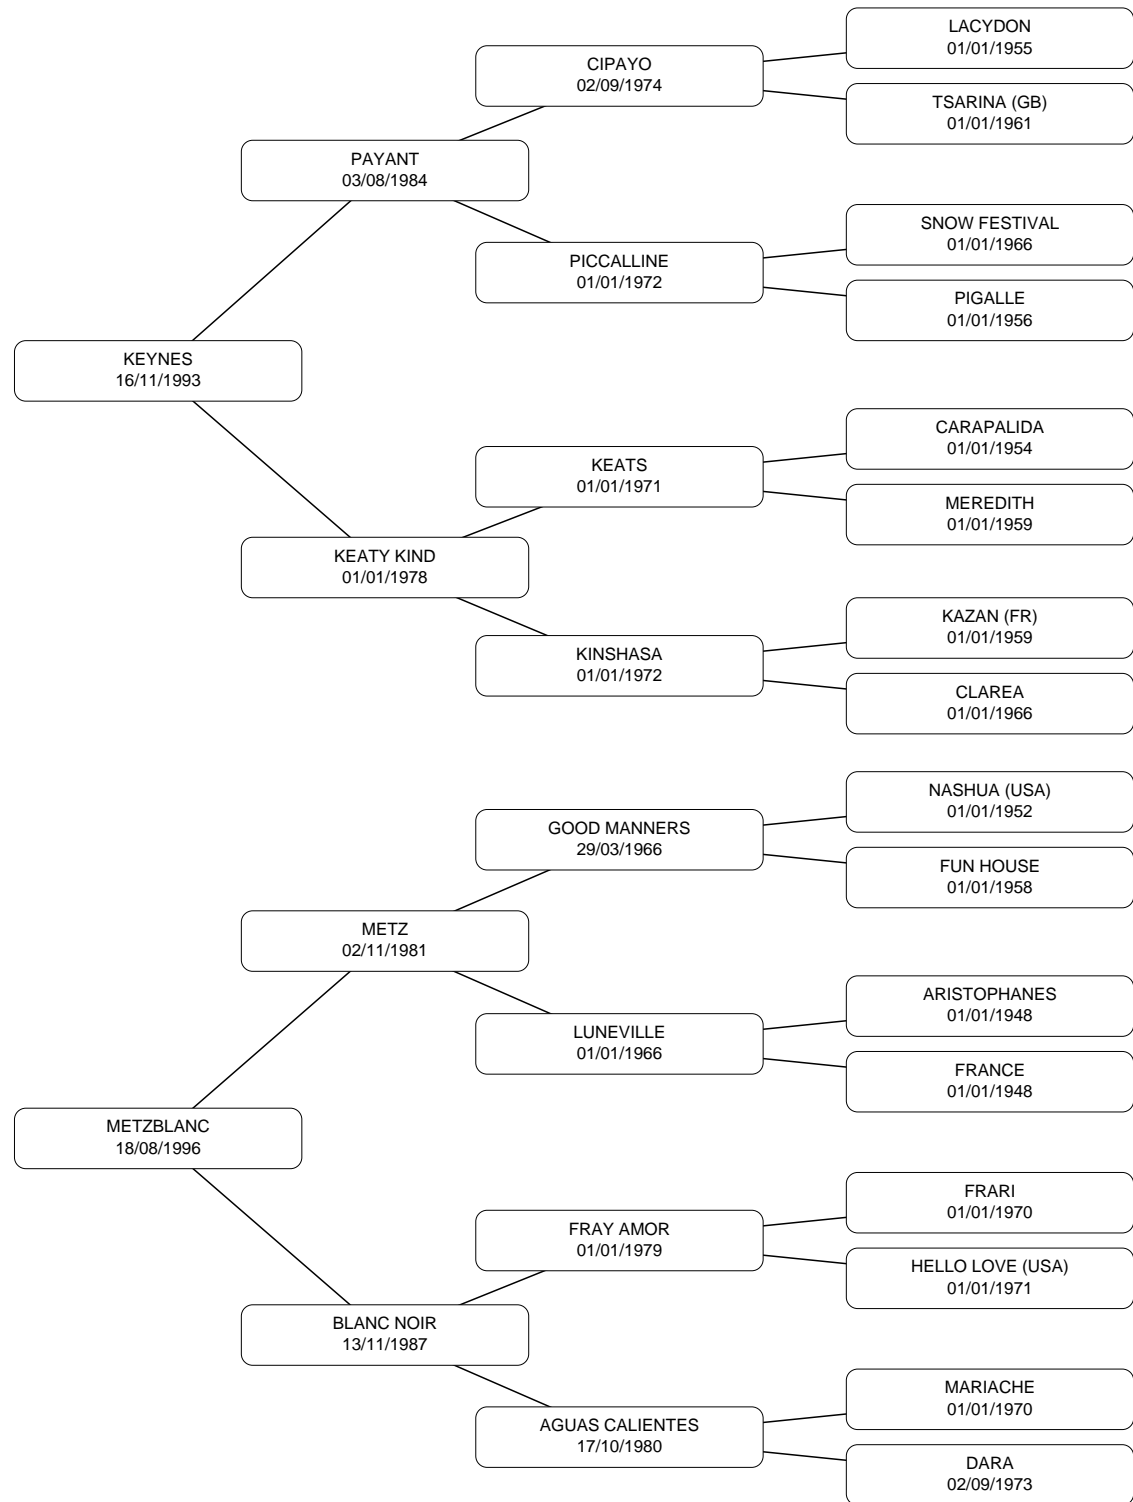 LACYDON
01/01/1955
CIPAYO
02/09/1974
TSARINA (GB)
01/01/1961
PAYANT
03/08/1984
SNOW FESTIVAL
01/01/1966
PICCALLINE
01/01/1972
PIGALLE
01/01/1956
KEYNES
16/11/1993
CARAPALIDA
01/01/1954
KEATS
01/01/1971
MEREDITH
01/01/1959
KEATY KIND
01/01/1978
KAZAN (FR)
01/01/1959
KINSHASA
01/01/1972
CLAREA
01/01/1966
NASHUA (USA)
01/01/1952
GOOD MANNERS
29/03/1966
FUN HOUSE
01/01/1958
METZ
02/11/1981
ARISTOPHANES
01/01/1948
LUNEVILLE
01/01/1966
FRANCE
01/01/1948
METZBLANC
18/08/1996
FRARI
01/01/1970
FRAY AMOR
01/01/1979
HELLO LOVE (USA)
01/01/1971
BLANC NOIR
13/11/1987
MARIACHE
01/01/1970
AGUAS CALIENTES
17/10/1980
DARA
02/09/1973